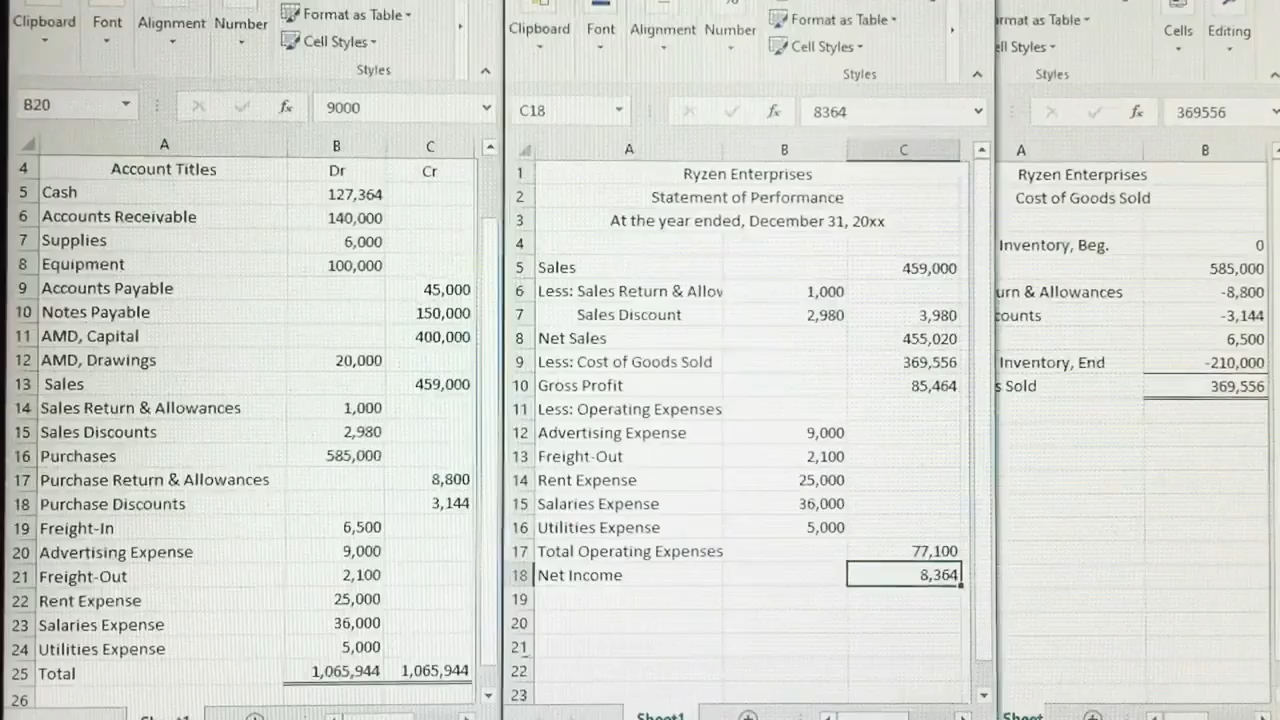 Clipboard Font Alignment Number Format as Table
Cell Styles
Styles
B20 fx 9000
A B C
4 Account Titles Dr Cr
5 Cash 127,364
6 Accounts Receivable 140,000
7 Supplies 6,000
8 Equipment 100,000
9 Accounts Payable 45,000
10 Notes Payable 150,000
11 AMD, Capital 400,000
12 AMD, Drawings 20,000
13 Sales 459,000
14 Sales Return & Allowances 1,000
15 Sales Discounts 2,980
16 Purchases 585,000
17 Purchase Return & Allowances 8,800
18 Purchase Discounts 3,144
19 Freight-In 6,500
20 Advertising Expense 9,000
21 Freight-Out 2,100
22 Rent Expense 25,000
23 Salaries Expense 36,000
24 Utilities Expense 5,000
25 Total 1,065,944 1,065,944
26
Clipboard Font Alignment Number Format as Table
Cell Styles
Styles
C18 fx 8364
A B C
1 Ryzen Enterprises
2 Statement of Performance
3 At the year ended, December 31, 20xx
4
5 Sales 459,000
6 Less: Sales Return & Allov 1,000
7 Sales Discount 2,980 3,980
8 Net Sales 455,020
9 Less: Cost of Goods Sold 369,556
10 Gross Profit 85,464
11 Less: Operating Expenses
12 Advertising Expense 9,000
13 Freight-Out 2,100
14 Rent Expense 25,000
15 Salaries Expense 36,000
16 Utilities Expense 5,000
17 Total Operating Expenses 77,100
18 Net Income 8,364
19
20
21
22
23
Sheet1
rmat as Table Cells Editing
ell Styles
Styles
fx 369556
A B
Ryzen Enterprises
Cost of Goods Sold
Inventory, Beg. 0
585,000
urn & Allowances -8,800
counts -3,144
6,500
Inventory, End -210,000
s Sold 369,556
Sheet